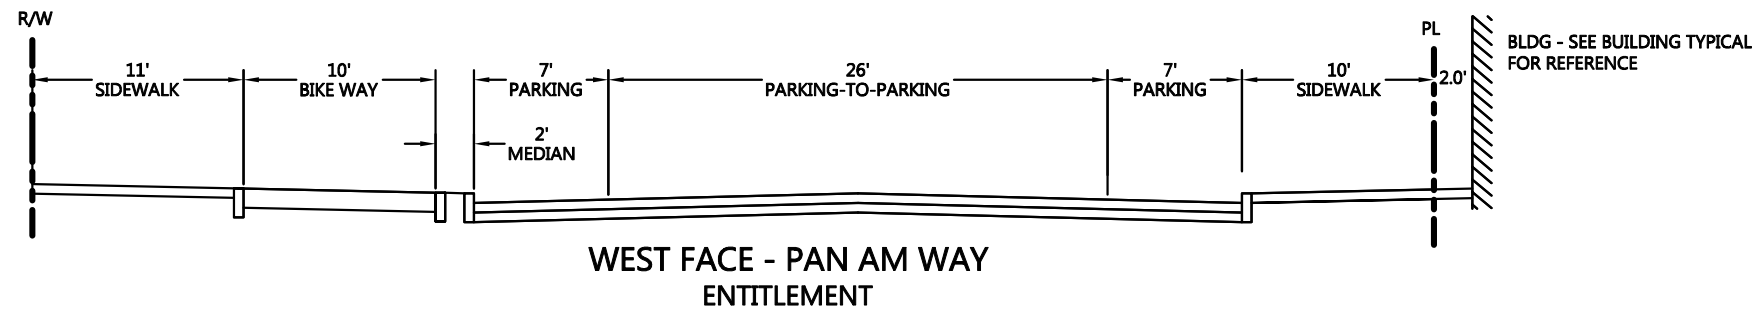 R/W
11'
SIDEWALK
10'
BIKE WAY
2'
MEDIAN
7'
PARKING
26'
PARKING-TO-PARKING
7'
PARKING
10'
SIDEWALK
PL
2.0'
BLDG - SEE BUILDING TYPICAL
FOR REFERENCE
WEST FACE - PAN AM WAY
ENTITLEMENT